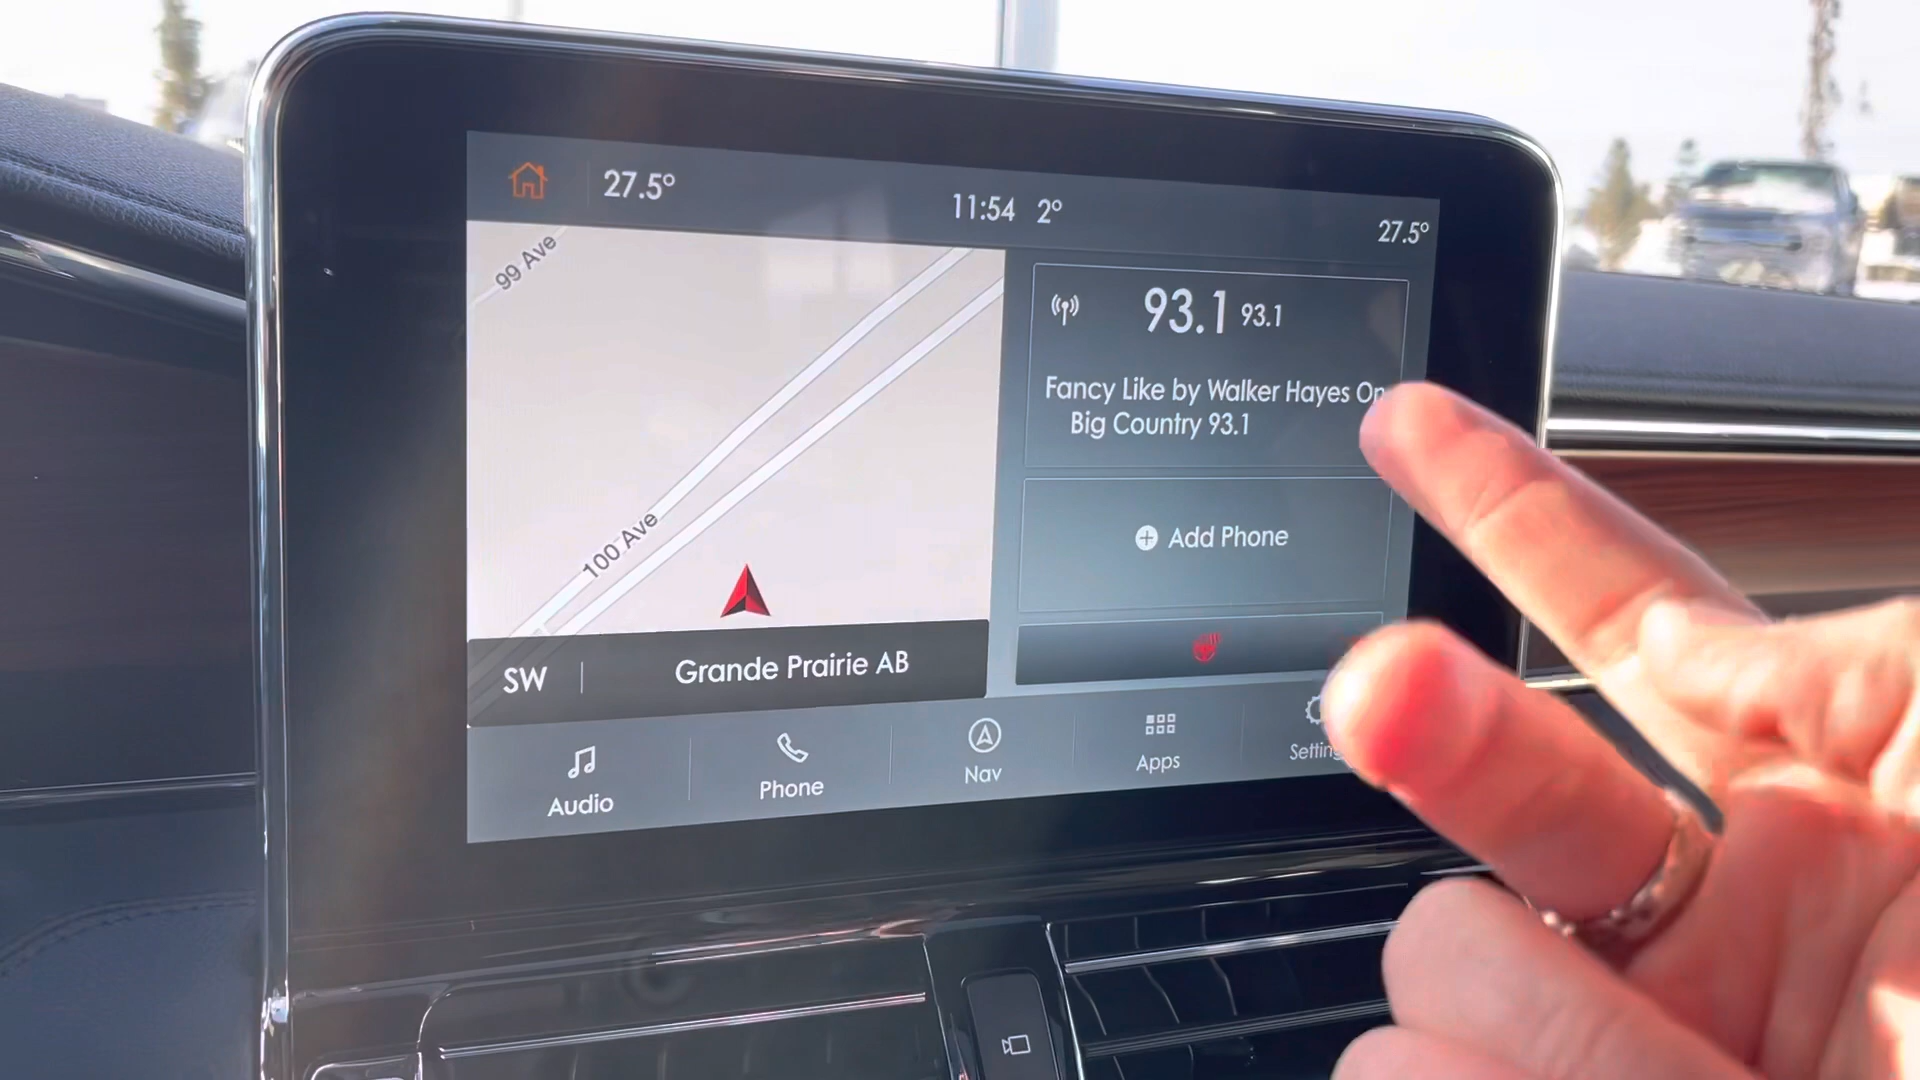 27.5°
11:54 2°
27.5°
99 Ave
100 Ave
SW
Grande Prairie AB
93.1 93.1
Fancy Like by Walker Hayes On
Big Country 93.1
Add Phone
Audio
Phone
Nav
Apps